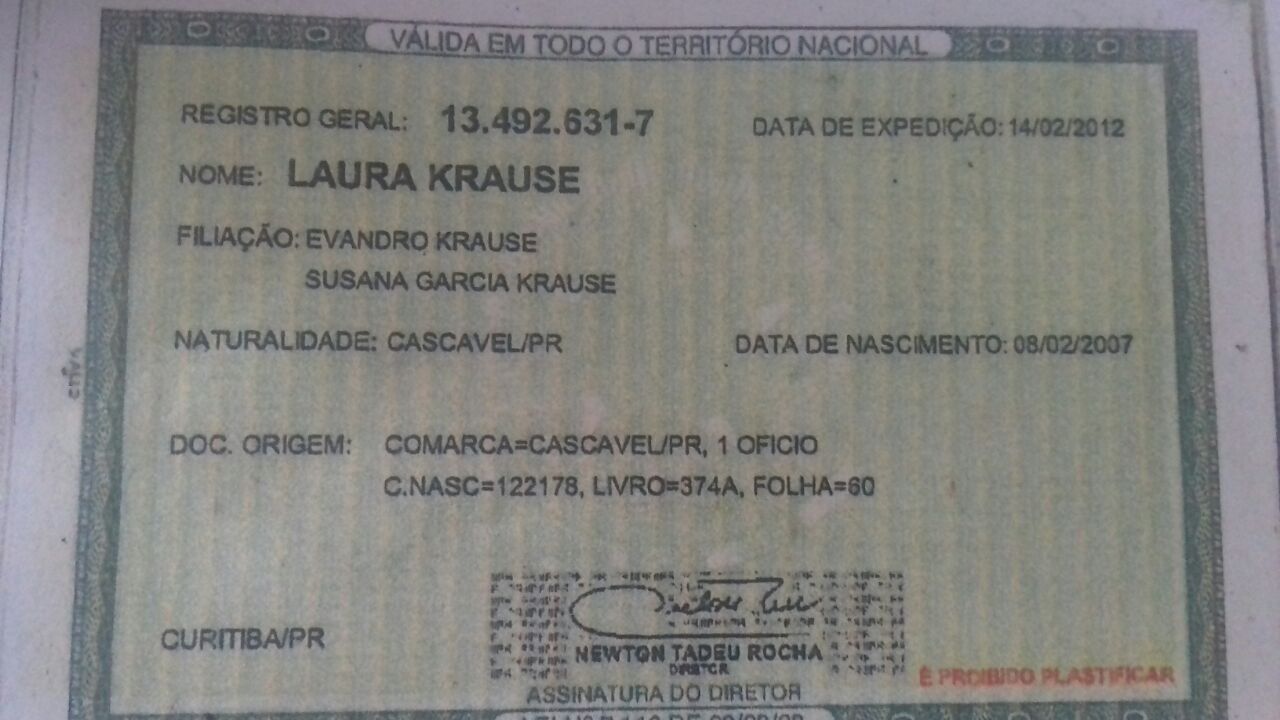 VÁLIDA EM TODO O TERRITÓRIO NACIONAL
REGISTRO GERAL: 13.492.631-7 DATA DE EXPEDIÇÃO: 14/02/2012
NOME: LAURA KRAUSE
FILIAÇÃO: EVANDRO KRAUSE
SUSANA GARCIA KRAUSE
NATURALIDADE: CASCAVEL/PR DATA DE NASCIMENTO: 08/02/2007
DOC. ORIGEM: COMARCA=CASCAVEL/PR, 1 OFICIO
C.NASC=122178, LIVRO=374A, FOLHA=60
CURITIBA/PR
NEWTON TADEU ROCHA
DIRETOR
ASSINATURA DO DIRETOR
É PROIBIDO PLASTIFICAR